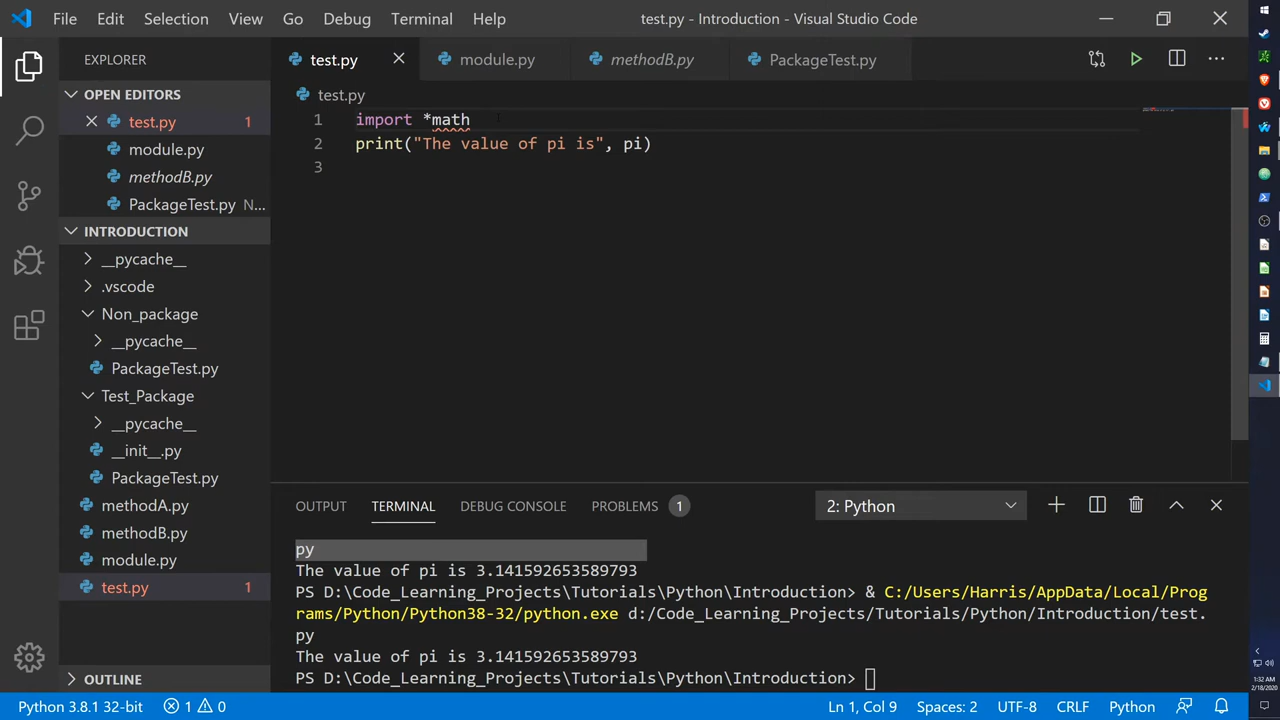 File Edit Selection View Go Debug Terminal Help test.py - Introduction - Visual Studio Code
EXPLORER
OPEN EDITORS
test.py 1
module.py
methodB.py
PackageTest.py N...
INTRODUCTION
__pycache__
.vscode
Non_package
__pycache__
PackageTest.py
Test_Package
__pycache__
__init__.py
PackageTest.py
methodA.py
methodB.py
module.py
test.py 1
OUTLINE
test.py module.py methodB.py PackageTest.py
test.py
1 import *math
2 print("The value of pi is", pi)
3
OUTPUT TERMINAL DEBUG CONSOLE PROBLEMS 1 2: Python
py
The value of pi is 3.141592653589793
PS D:\Code_Learning_Projects\Tutorials\Python\Introduction> & C:/Users/Harris/AppData/Local/Prog
rams/Python/Python38-32/python.exe d:/Code_Learning_Projects/Tutorials/Python/Introduction/test.
py
The value of pi is 3.141592653589793
PS D:\Code_Learning_Projects\Tutorials\Python\Introduction>
Python 3.8.1 32-bit 1 0 Ln 1, Col 9 Spaces: 2 UTF-8 CRLF Python
1:32 AM
2/18/2020